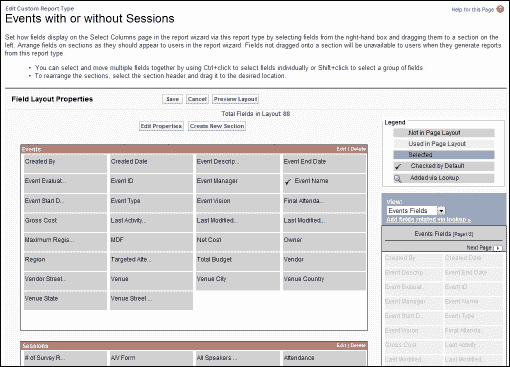 Edit Custom Report Type
Events with or without Sessions
Help for this Page
Set how fields display on the Select Columns page in the report wizard via this report type by selecting fields from the right-hand box and dragging them to a section on the
left. Arrange fields on sections as they should appear to users in the report wizard. Fields not dragged onto a section will be unavailable to users when they generate reports
from this report type.
• You can select and move multiple fields together by using Ctrl+click to select fields individually or Shift+click to select a group of fields
• To rearrange the sections, select the section header and drag it to the desired location.
Field Layout Properties
Save Cancel Preview Layout
Total Fields in Layout: 88
Edit Properties Create New Section
Legend
Not in Page Layout
Used in Page Layout
Selected
Checked by Default
Added via Lookup
Events Edit | Delete
Created By Created Date Event Descrip... Event End Date
Event Evaluat... Event ID Event Manager Event Name
Event Start D... Event Type Event Vision Final Attenda...
Gross Cost Last Activity... Last Modified... Last Modified...
Maximum Regis... MDF Net Cost Owner
Region Targeted Atte... Total Budget Vendor
Vendor Street... Venue Venue City Venue Country
Venue State Venue Street...
View:
Events Fields
Add fields related via lookup »
Events Fields (Page1/2)
Next Page
Created By Created Date
Event Descrip... Event End Date
Event Evaluat... Event ID
Event Manager Event Name
Event Start D... Event Type
Event Vision Final Attenda...
Gross Cost Last Activity...
Last Modified... Last Modified...
Sessions Edit | Delete
# of Survey R... A/V Form All Speakers ... Attendance